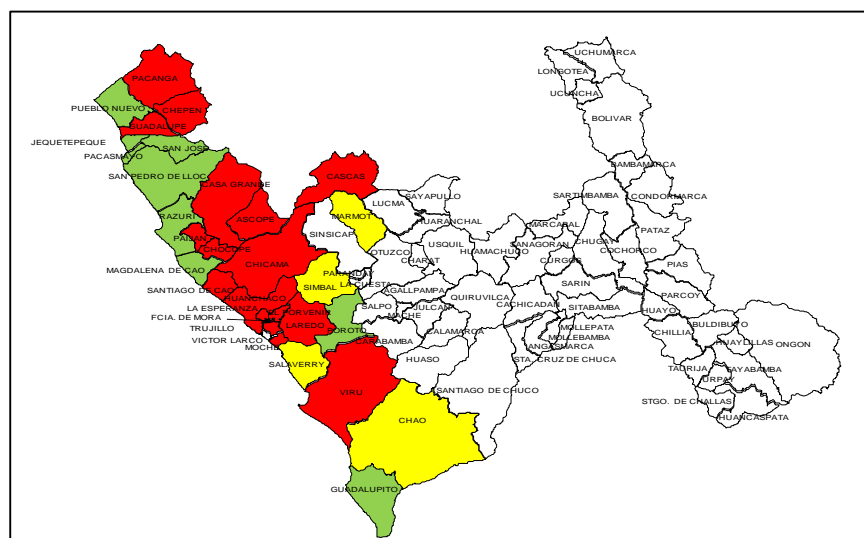 UCHUMARCA
LONGOTEA
PACANGA
UCUNCHA
PUEBLO NUEVO
CHEPEN
BOLIVAR
GUADALUPE
JEQUETEPEQUE
SAN JOSE
PACASMAYO
BAMBAMARCA
SAN PEDRO DE LLOC
CASCAS
CASA GRANDE
CONDORMARCA
SAYAPULLO
SARTIMBAMBA
LUCMA
RAZURI
MARMOT
ASCOPE
HUARANCHAL
MARCABAL
PATAZ
SINSICAP
PAIJAN
CHUGAY
CHOCOPE
USQUIL
SANAGORAN
COCHORCO
OTUZCO
HUAMACHUCO
CHARAT
CURGOS
CHICAMA
PIAS
MAGDALENA DE CAO
PARANDAY
LA CUESTA
SARIN
SIMBAL
SANTIAGO DE CAO
AGALLPAMPA
PARCOY
HUANCHACO
QUIRUVILCA
CACHICADAN
SALPO
JULCAN
SITABAMBA
LA ESPERANZA
HUAYO
EL PORVENIR
MACHE
FCIA. DE MORA
LAREDO
BULDIBUYO
TRUJILLO
POROTO
CALAMARCA
MOLLEPATA
CHILLIA
VICTOR LARCO
CARABAMBA
MOLLEBAMBA
HUAYLILLAS
ONGON
MOCHE
ANGASMARCA
HUASO
STA. CRUZ DE CHUCA
SALAVERRY
TAURIJA
TAYABAMBA
URPAY
VIRU
SANTIAGO DE CHUCO
STGO. DE CHALLAS
CHAO
HUANCASPATA
GUADALUPITO